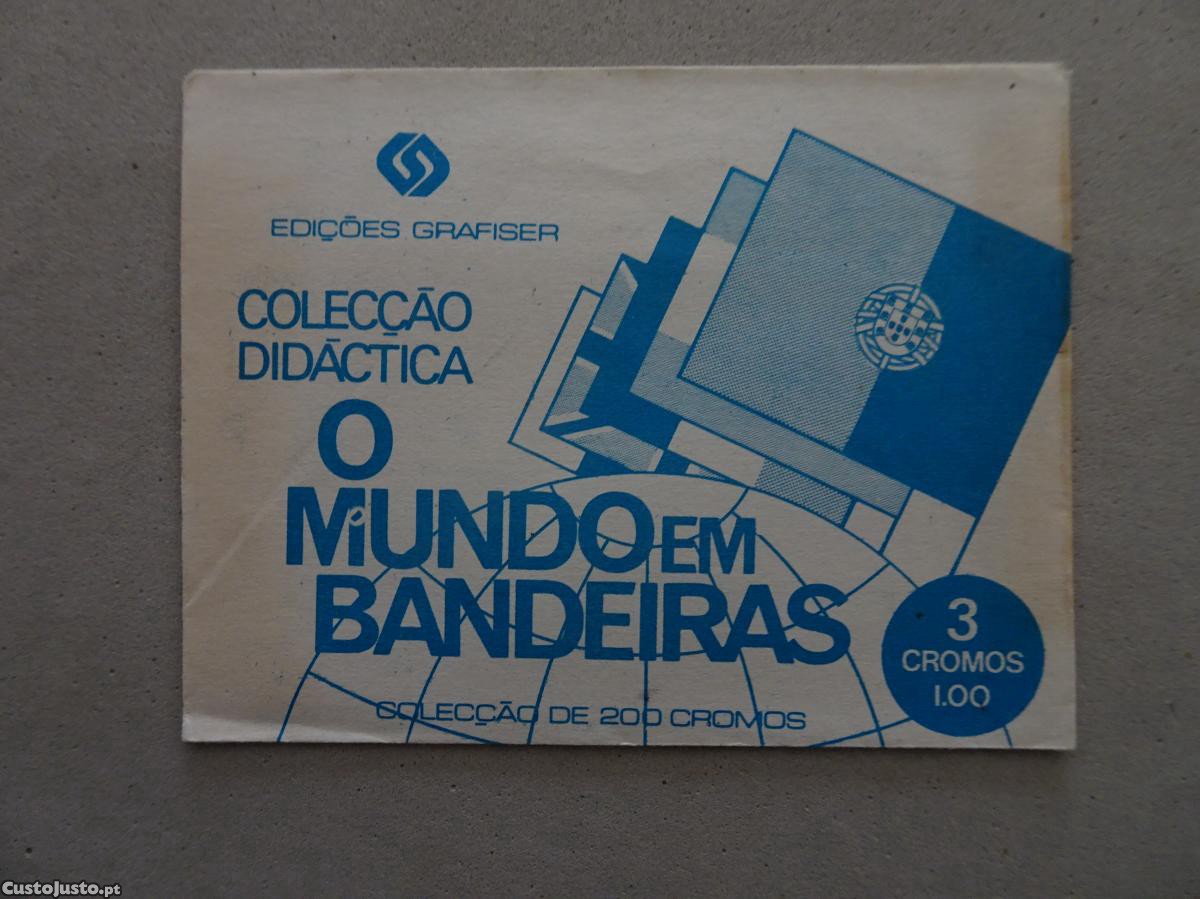 EDIÇÕES GRAFISER
COLECÇÃO
DIDÁCTICA
O
MUNDO EM
BANDEIRAS
3
CROMOS
1.00
COLECÇÃO DE 200 CROMOS
CustoJusto.pt